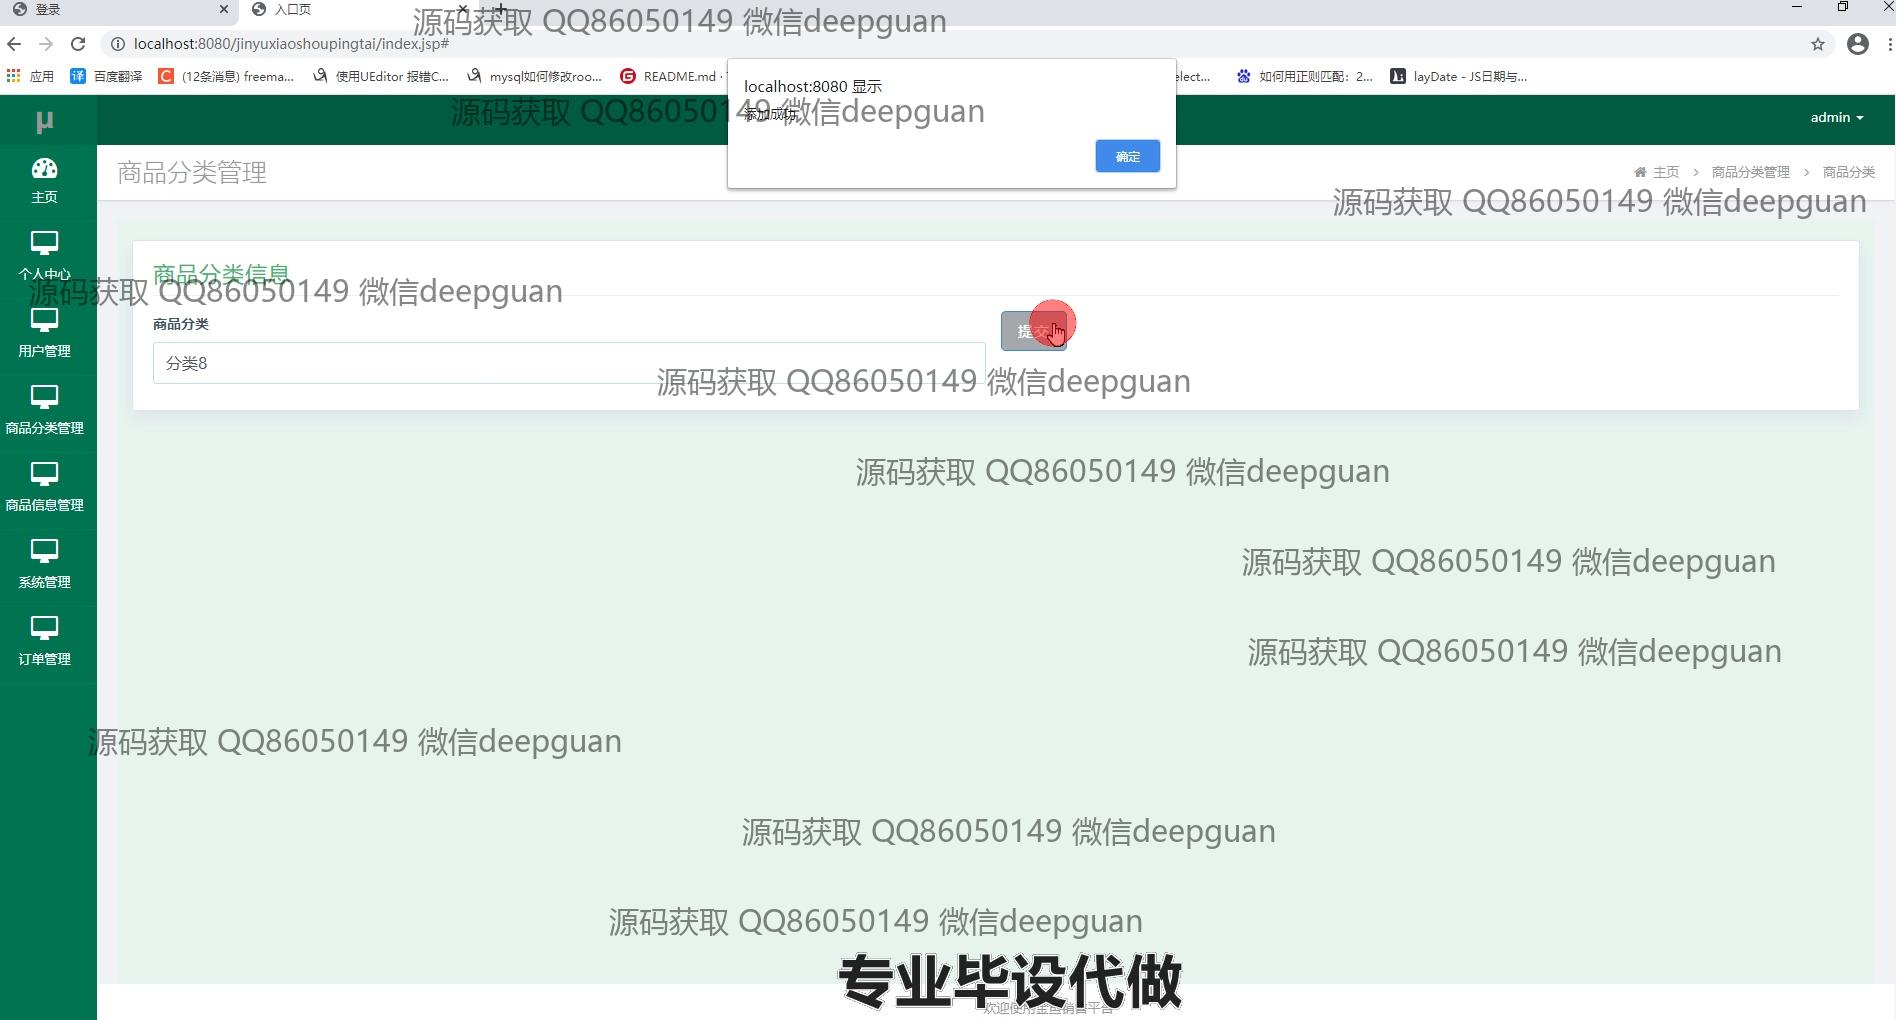 登录
入口页
源码获取 QQ86050149 微信deepguan
localhost:8080/jinyuxiaoshoupingtai/index.jsp#
应用
百度翻译
(12条消息) freema...
使用UEditor 报错C...
mysql如何修改roo...
README.md ·
elect...
如何用正则匹配：2...
layDate - JS日期与...
localhost:8080 显示
添加成功
确定
源码获取 QQ86050149 微信deepguan
μ
admin
主页
商品分类管理
主页 > 商品分类管理 > 商品分类
源码获取 QQ86050149 微信deepguan
个人中心
商品分类信息
源码获取 QQ86050149 微信deepguan
商品分类
提交
分类8
用户管理
源码获取 QQ86050149 微信deepguan
商品分类管理
源码获取 QQ86050149 微信deepguan
商品信息管理
源码获取 QQ86050149 微信deepguan
系统管理
源码获取 QQ86050149 微信deepguan
订单管理
源码获取 QQ86050149 微信deepguan
源码获取 QQ86050149 微信deepguan
源码获取 QQ86050149 微信deepguan
专业毕设代做
欢迎使用金鱼销售平台